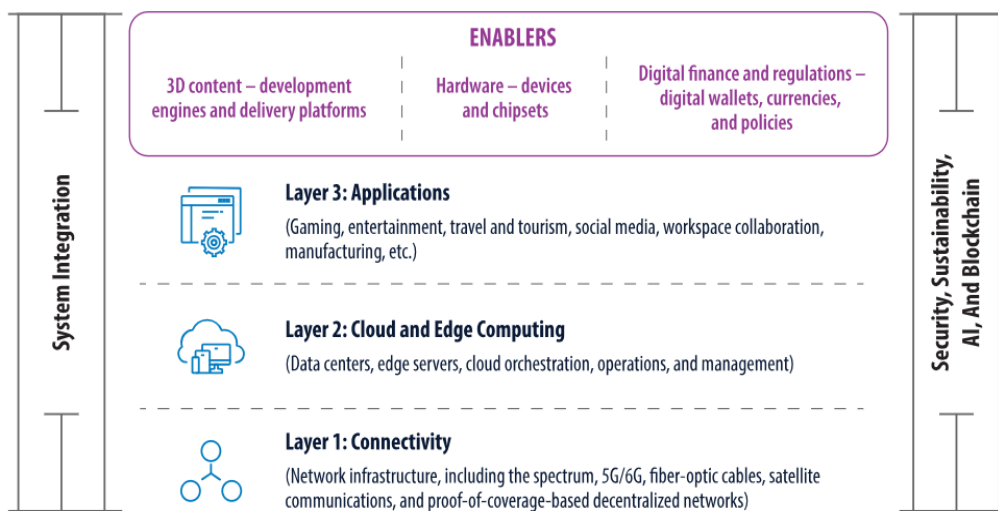 ENABLERS
3D content – development
engines and delivery platforms
Hardware – devices
and chipsets
Digital finance and regulations –
digital wallets, currencies,
and policies
System Integration
Layer 3: Applications
(Gaming, entertainment, travel and tourism, social media, workspace collaboration,
manufacturing, etc.)
Layer 2: Cloud and Edge Computing
(Data centers, edge servers, cloud orchestration, operations, and management)
Layer 1: Connectivity
(Network infrastructure, including the spectrum, 5G/6G, fiber-optic cables, satellite
communications, and proof-of-coverage-based decentralized networks)
Security, Sustainability,
AI, And Blockchain